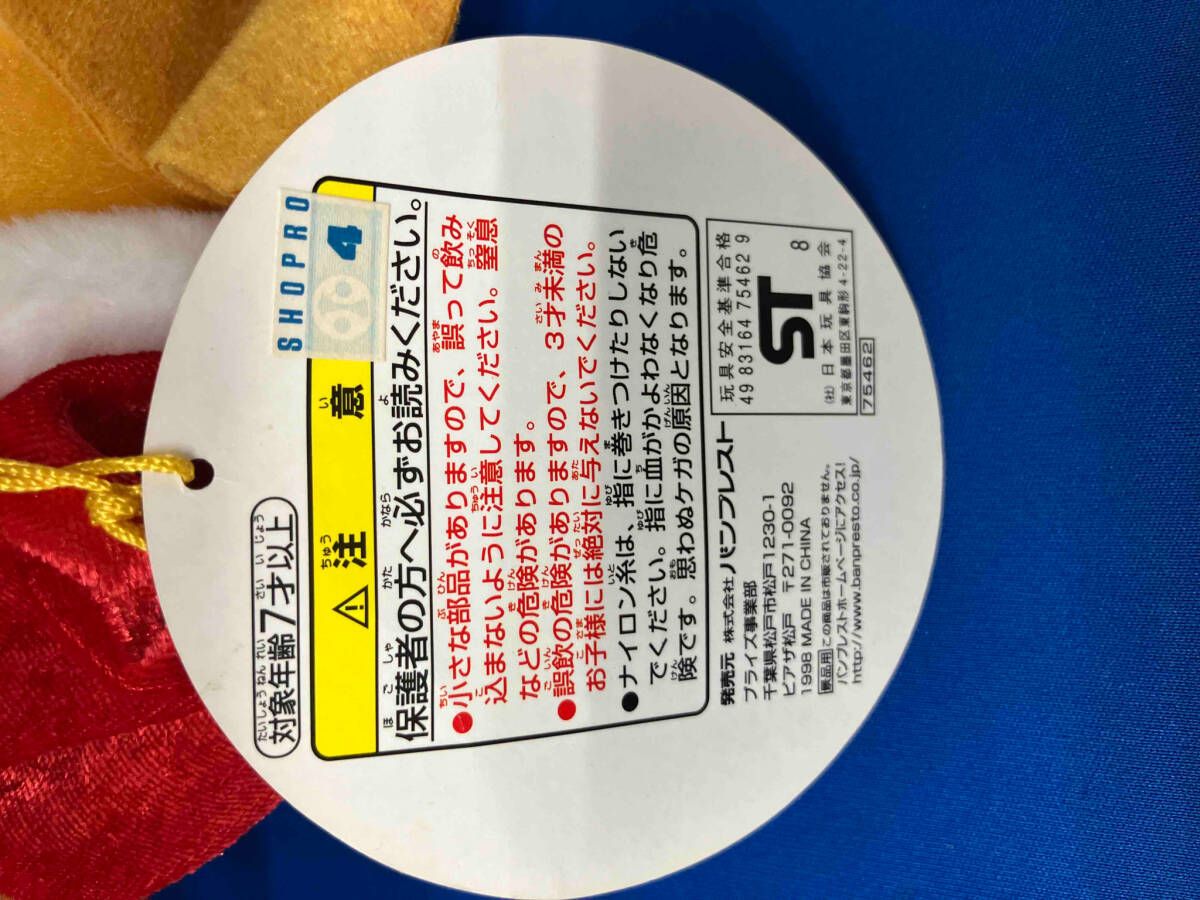 対象年齢7才以上
SHOPRO
4
注意
保護者の方へ必ずお読みください。
●小さな部品がありますので、誤って飲み
込まないように注意してください。窒息
などの危険があります。
●誤飲の危険がありますので、3才未満の
お子様には絶対に与えないでください。
●ナイロン糸は、指に巻きつけたりしない
でください。指に血がかよわなくなり危
険です。思わぬケガの原因となります。
発売元 株式会社バンプレスト
プライズ事業部
千葉県松戸市松戸1230-1
ピアザ松戸 〒271-0092
1998 MADE IN CHINA
景品用 この商品は市販されておりません。
バンプレストホームページにアクセス!
http://www.banpresto.co.jp/
玩具安全基準合格
49 83164 75462 9
ST 8
(社)日本玩具協会
東京都墨田区東駒形4-22-4
75462